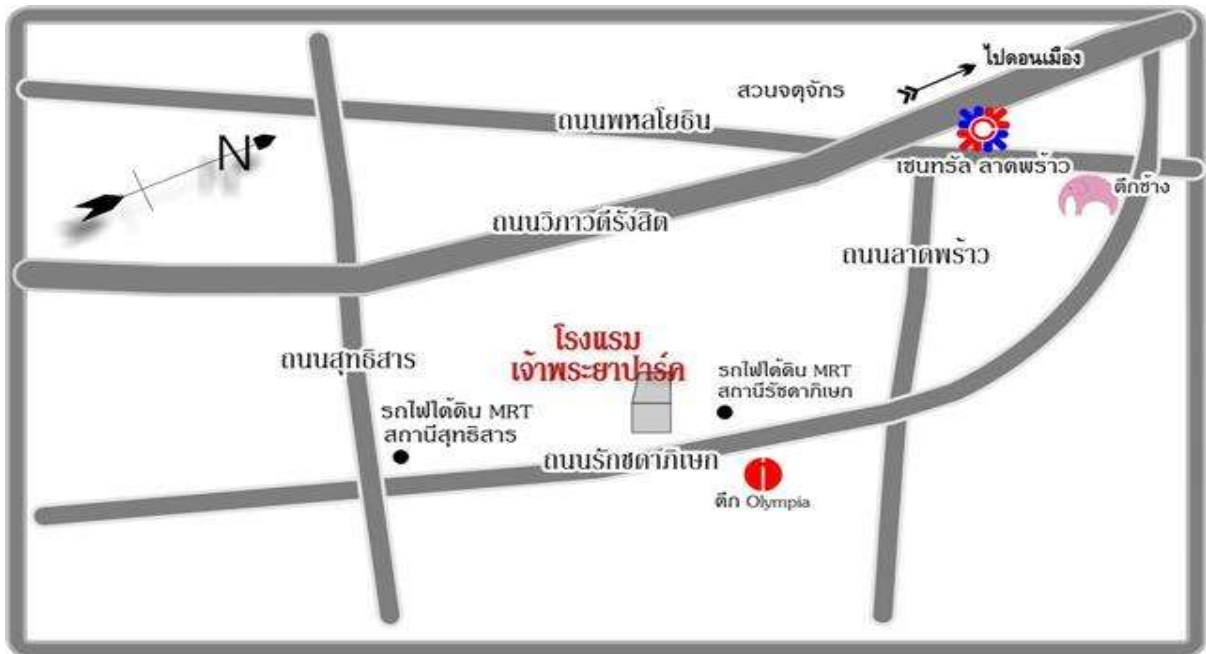 ไปดอนเมือง
สวนจตุจักร
ถนนพหลโยธิน
เซนทรัล ลาดพร้าว
ตึกช้าง
N
ถนนวิภาวดีรังสิต
ถนนลาดพร้าว
โรงแรม
เจ้าพระยาปาร์ค
ถนนสุทธิสาร
รถไฟใต้ดิน MRT
สถานีรัชดาภิเษก
รถไฟใต้ดิน MRT
สถานีสุทธิสาร
ถนนรักชดาภิเษก
ตึก Olympia